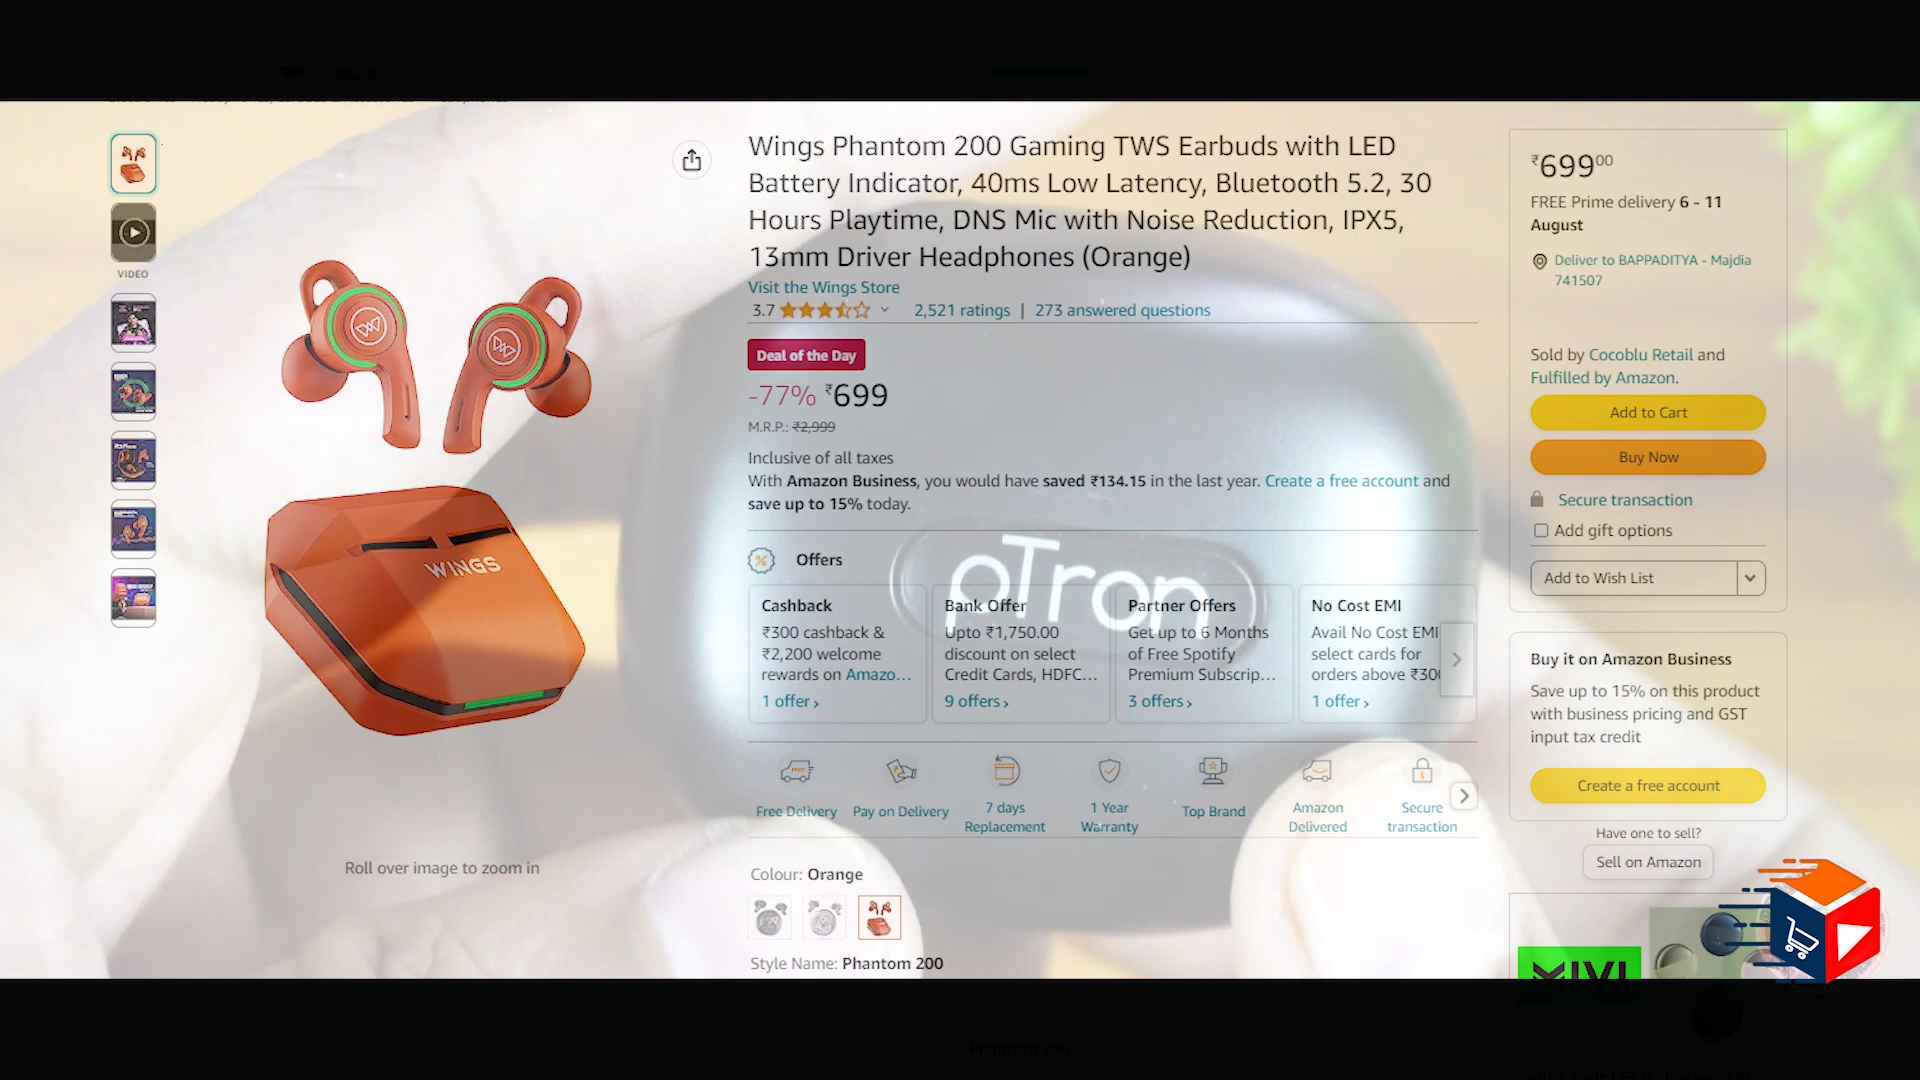 Wings Phantom 200 Gaming TWS Earbuds with LED
Battery Indicator, 40ms Low Latency, Bluetooth 5.2, 30
Hours Playtime, DNS Mic with Noise Reduction, IPX5,
13mm Driver Headphones (Orange)
Visit the Wings Store
3.7
2,521 ratings | 273 answered questions
Deal of the Day
-77% ₹699
M.R.P.: ₹2,999
Inclusive of all taxes
With Amazon Business, you would have saved ₹134.15 in the last year. Create a free account and
save up to 15% today.
Offers
Cashback
₹300 cashback &
₹2,200 welcome
rewards on Amazo...
1 offer ›
Bank Offer
Upto ₹1,750.00
discount on select
Credit Cards, HDFC...
9 offers ›
Partner Offers
Get up to 6 Months
of Free Spotify
Premium Subscrip...
3 offers ›
No Cost EMI
Avail No Cost EMI
select cards for
orders above ₹300
1 offer ›
pTron
Free Delivery
Pay on Delivery
7 days
Replacement
1 Year
Warranty
Top Brand
Amazon
Delivered
Secure
transaction
Colour: Orange
Style Name: Phantom 200
VIDEO
WINGS
Roll over image to zoom in
₹69900
FREE Prime delivery 6 - 11
August
Deliver to BAPPADITYA - Majdia
741507
Sold by Cocoblu Retail and
Fulfilled by Amazon.
Add to Cart
Buy Now
Secure transaction
Add gift options
Add to Wish List
Buy it on Amazon Business
Save up to 15% on this product
with business pricing and GST
input tax credit
Create a free account
Have one to sell?
Sell on Amazon
MIVI
Phantom 200